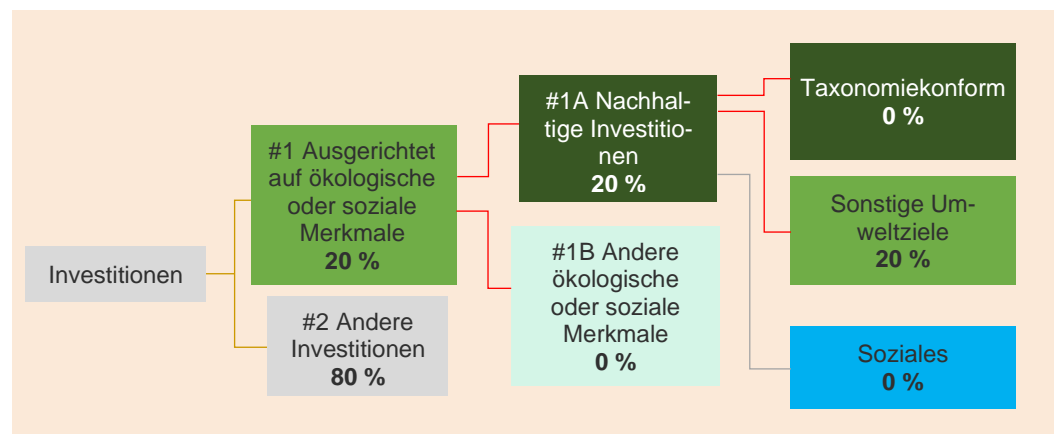 Investitionen
#1 Ausgerichtet
auf ökologische
oder soziale
Merkmale
20 %
#2 Andere
Investitionen
80 %
#1A Nachhal-
tige Investitio-
nen
20 %
#1B Andere
ökologische
oder soziale
Merkmale
0 %
Taxonomiekonform
0 %
Sonstige Um-
weltziele
20 %
Soziales
0 %